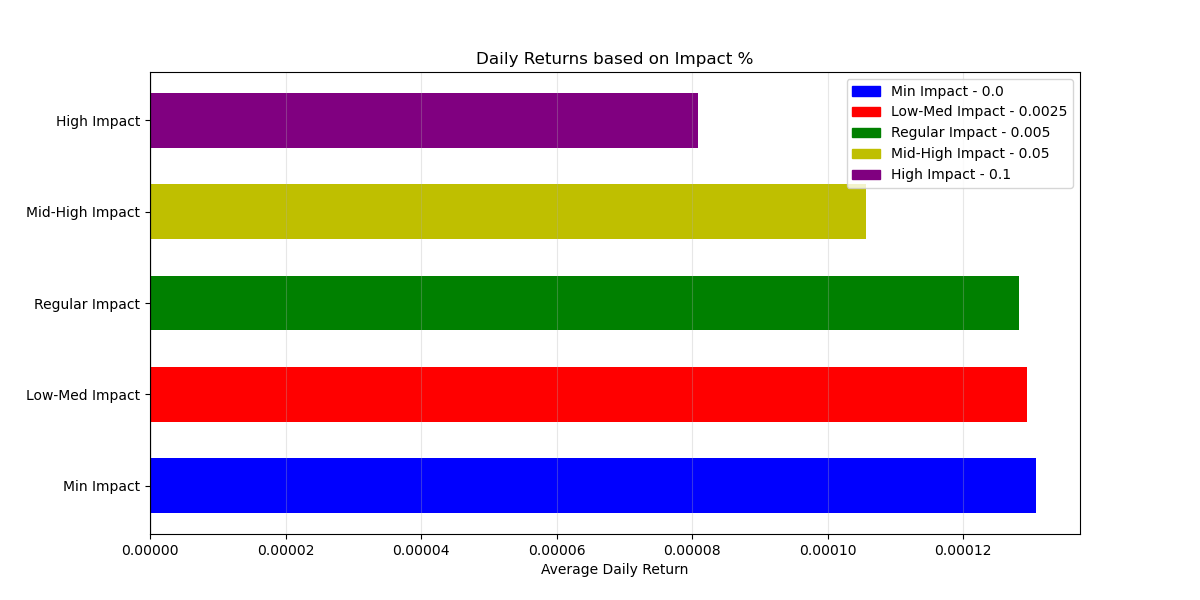 Daily Returns based on Impact %
Min Impact - 0.0
Low-Med Impact - 0.0025
Regular Impact - 0.005
Mid-High Impact - 0.05
High Impact - 0.1
High Impact
Mid-High Impact
Regular Impact
Low-Med Impact
Min Impact
0.00000 0.00002 0.00004 0.00006 0.00008 0.00010 0.00012
Average Daily Return